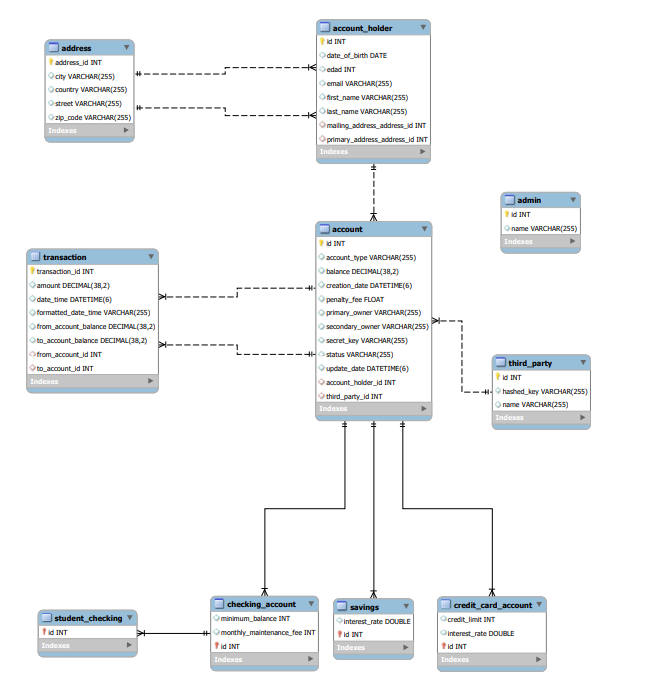 account_holder
id INT
date_of_birth DATE
edad INT
email VARCHAR(255)
first_name VARCHAR(255)
last_name VARCHAR(255)
mailing_address_address_id INT
primary_address_address_id INT
Indexes
address
address_id INT
city VARCHAR(255)
country VARCHAR(255)
street VARCHAR(255)
zip_code VARCHAR(255)
Indexes
admin
id INT
name VARCHAR(255)
Indexes
account
id INT
account_type VARCHAR(255)
balance DECIMAL(38,2)
creation_date DATETIME(6)
penalty_fee FLOAT
primary_owner VARCHAR(255)
secondary_owner VARCHAR(255)
secret_key VARCHAR(255)
status VARCHAR(255)
update_date DATETIME(6)
account_holder_id INT
third_party_id INT
Indexes
transaction
transaction_id INT
amount DECIMAL(38,2)
date_time DATETIME(6)
formatted_date_time VARCHAR(255)
from_account_balance DECIMAL(38,2)
to_account_balance DECIMAL(38,2)
from_account_id INT
to_account_id INT
Indexes
third_party
id INT
hashed_key VARCHAR(255)
name VARCHAR(255)
Indexes
student_checking
id INT
Indexes
checking_account
minimum_balance INT
monthly_maintenance_fee INT
id INT
Indexes
savings
interest_rate DOUBLE
id INT
Indexes
credit_card_account
credit_limit INT
interest_rate DOUBLE
id INT
Indexes